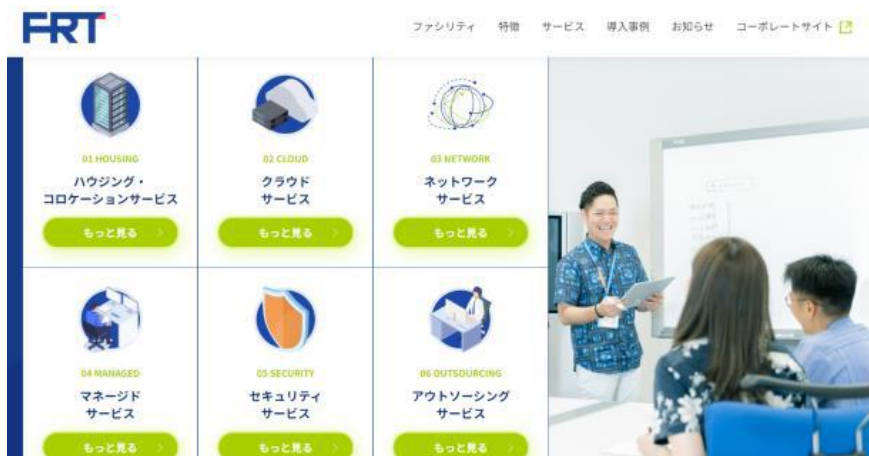 FRT
ファシリティ 特徴 サービス 導入事例 お知らせ コーポレートサイト
01 HOUSING
ハウジング・
コロケーションサービス
もっと見る
02 CLOUD
クラウド
サービス
もっと見る
03 NETWORK
ネットワーク
サービス
もっと見る
04 MANAGED
マネージド
サービス
もっと見る
05 SECURITY
セキュリティ
サービス
もっと見る
06 OUTSOURCING
アウトソーシング
サービス
もっと見る